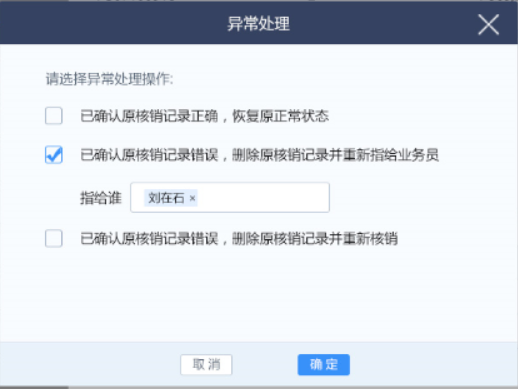 异常处理
请选择异常处理操作:
已确认原核销记录正确，恢复原正常状态
已确认原核销记录错误，删除原核销记录并重新指给业务员
指给谁 刘在石 ×
已确认原核销记录错误，删除原核销记录并重新核销
取消 确定